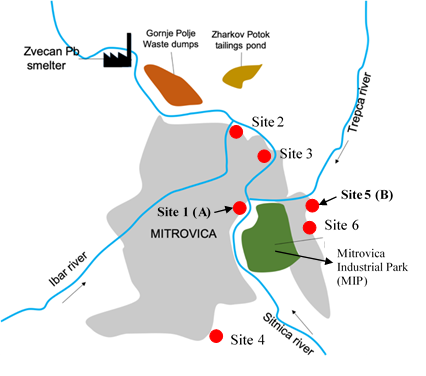 Gornje Polje
Waste dumps
Zharkov Potok
tailings pond
Zvecan Pb
smelter
Trepca river
Site 2
Site 3
Site 1 (A)
Site 5 (B)
MITROVICA
Site 6
Mitrovica
Industrial Park
(MIP)
Ibar river
Sitnica river
Site 4